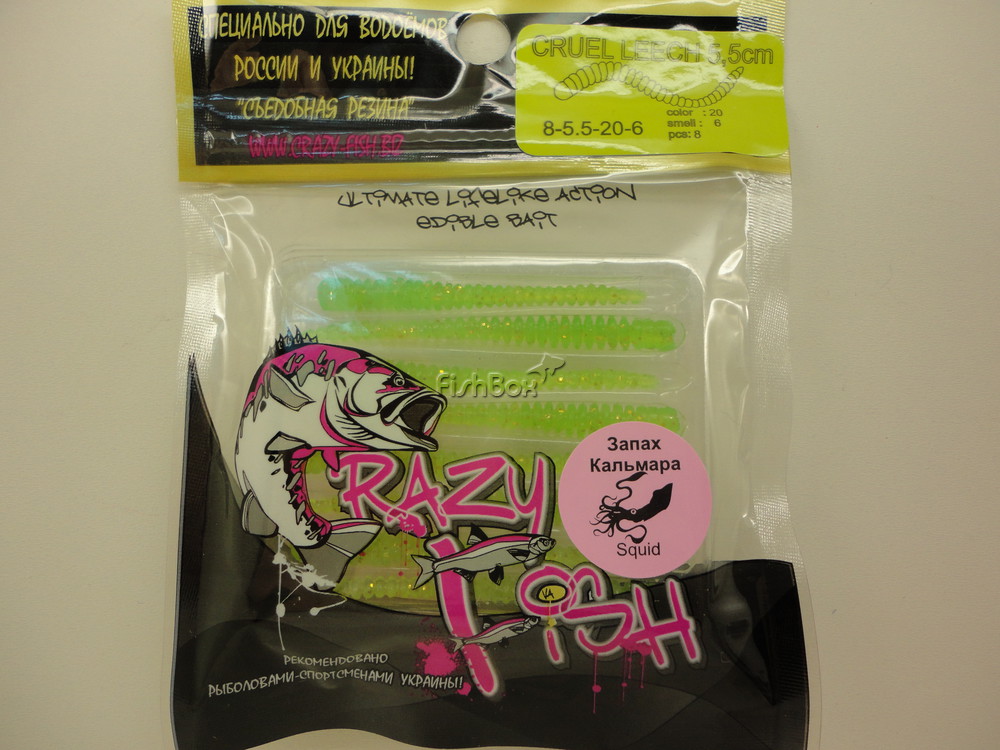 СПЕЦИАЛЬНО ДЛЯ ВОДОЁМОВ
РОССИИ И УКРАИНЫ!
"СЪЕДОБНАЯ РЕЗИНА"
WWW.CRAZY-FISH.BIZ
CRUEL LEECH 5,5cm
8-5.5-20-6
color : 20
smell : 6
pcs: 8
ULTIMATE LIFELIKE ACTION
EDIBLE BAIT
FishBox
CRAZY
FISH
Запах
Кальмара
Squid
РЕКОМЕНДОВАНО
РЫБОЛОВАМИ-СПОРТСМЕНАМИ УКРАИНЫ!